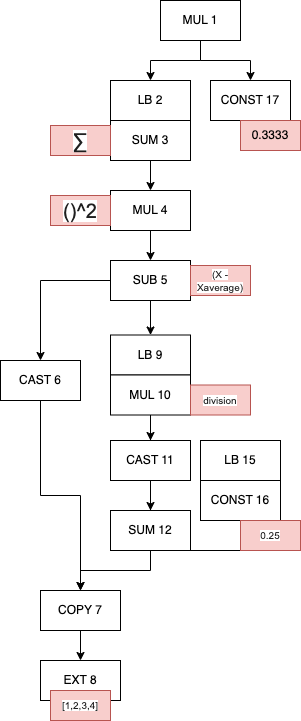 MUL 1
LB 2
CONST 17
0.3333
∑
SUM 3
()^2
MUL 4
SUB 5
(X -
Xaverage)
LB 9
CAST 6
MUL 10
division
CAST 11
LB 15
CONST 16
SUM 12
0.25
COPY 7
EXT 8
[1,2,3,4]